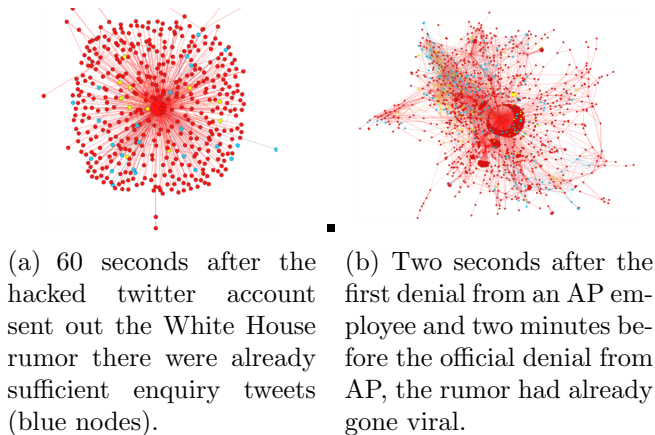 (a) 60 seconds after the
hacked twitter account
sent out the White House
rumor there were already
sufficient enquiry tweets
(blue nodes).
(b) Two seconds after the
first denial from an AP em-
ployee and two minutes be-
fore the official denial from
AP, the rumor had already
gone viral.